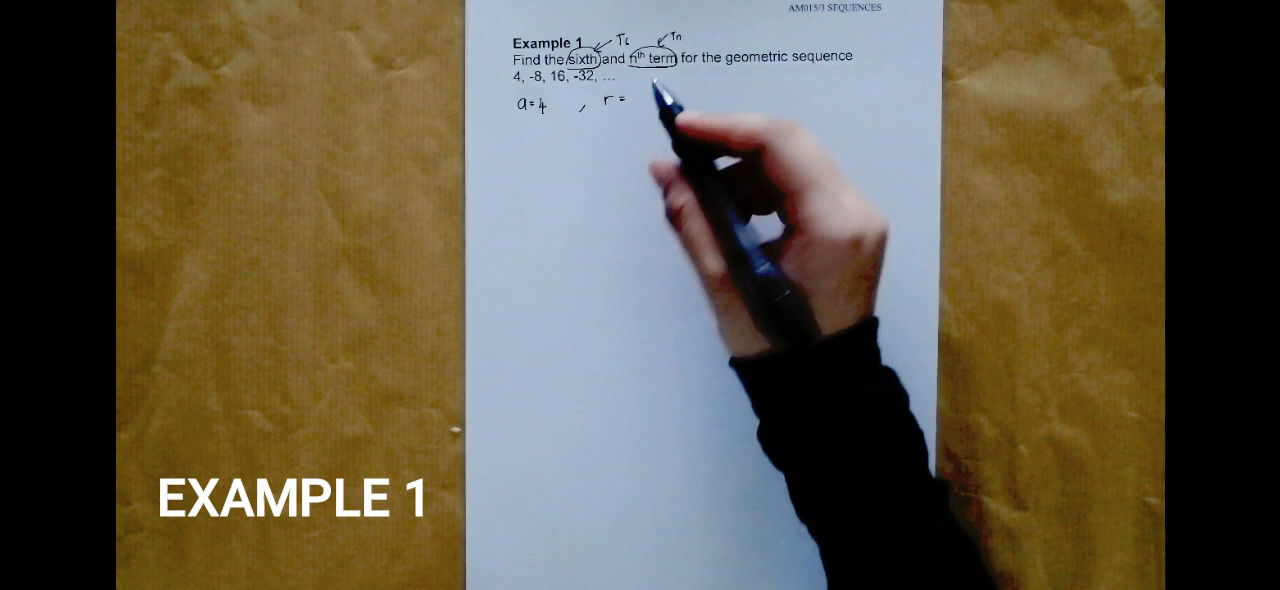 AM015/3 SEQUENCES
Example 1
T6
Tn
Find the sixth and nth term for the geometric sequence
4, -8, 16, -32, ...
a=4 , r =
EXAMPLE 1